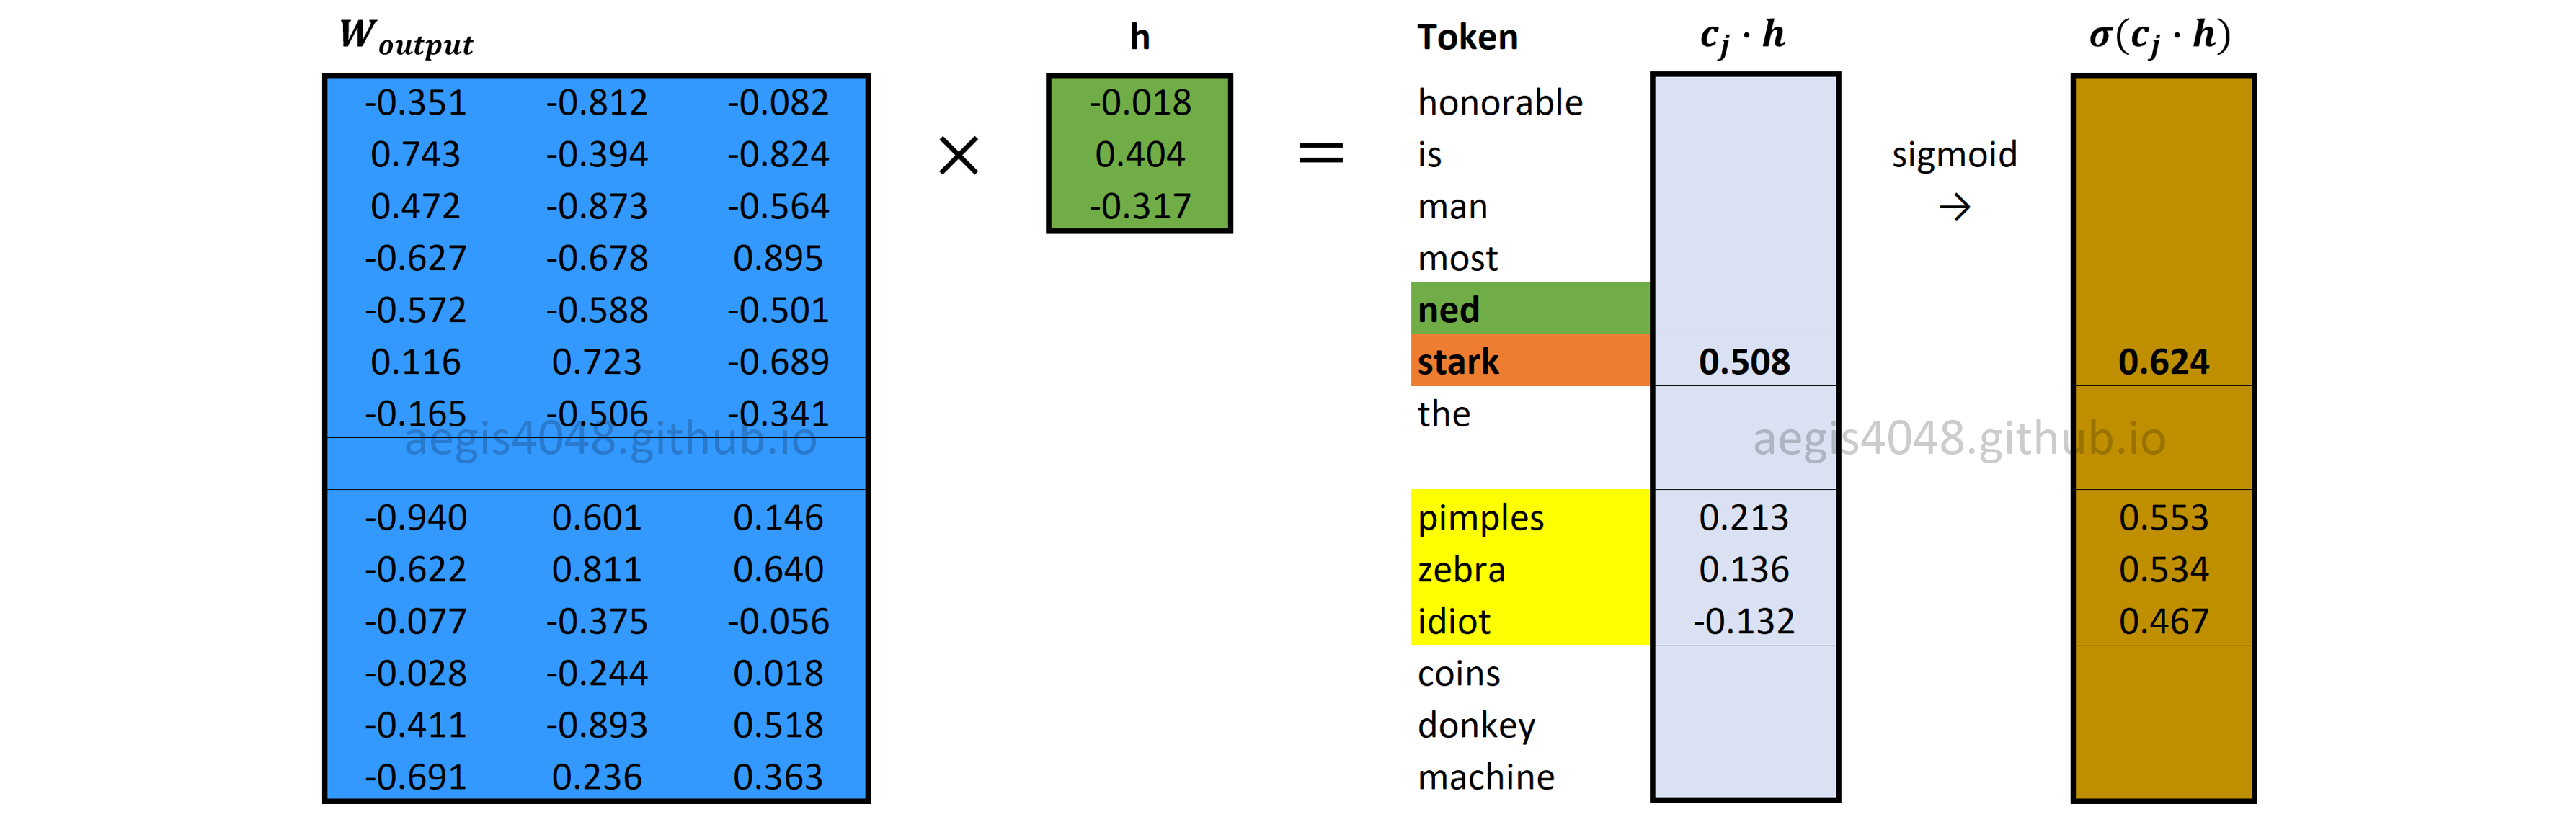 W output h Token c_j · h σ(c_j · h)
-0.351 -0.812 -0.082 -0.018 honorable
0.743 -0.394 -0.824 × 0.404 = is sigmoid
0.472 -0.873 -0.564 -0.317 man →
-0.627 -0.678 0.895 most
-0.572 -0.588 -0.501 ned
0.116 0.723 -0.689 stark 0.508 0.624
-0.165 -0.506 -0.341 the
aegis4048.github.io aegis4048.github.io
-0.940 0.601 0.146 pimples 0.213 0.553
-0.622 0.811 0.640 zebra 0.136 0.534
-0.077 -0.375 -0.056 idiot -0.132 0.467
-0.028 -0.244 0.018 coins
-0.411 -0.893 0.518 donkey
-0.691 0.236 0.363 machine